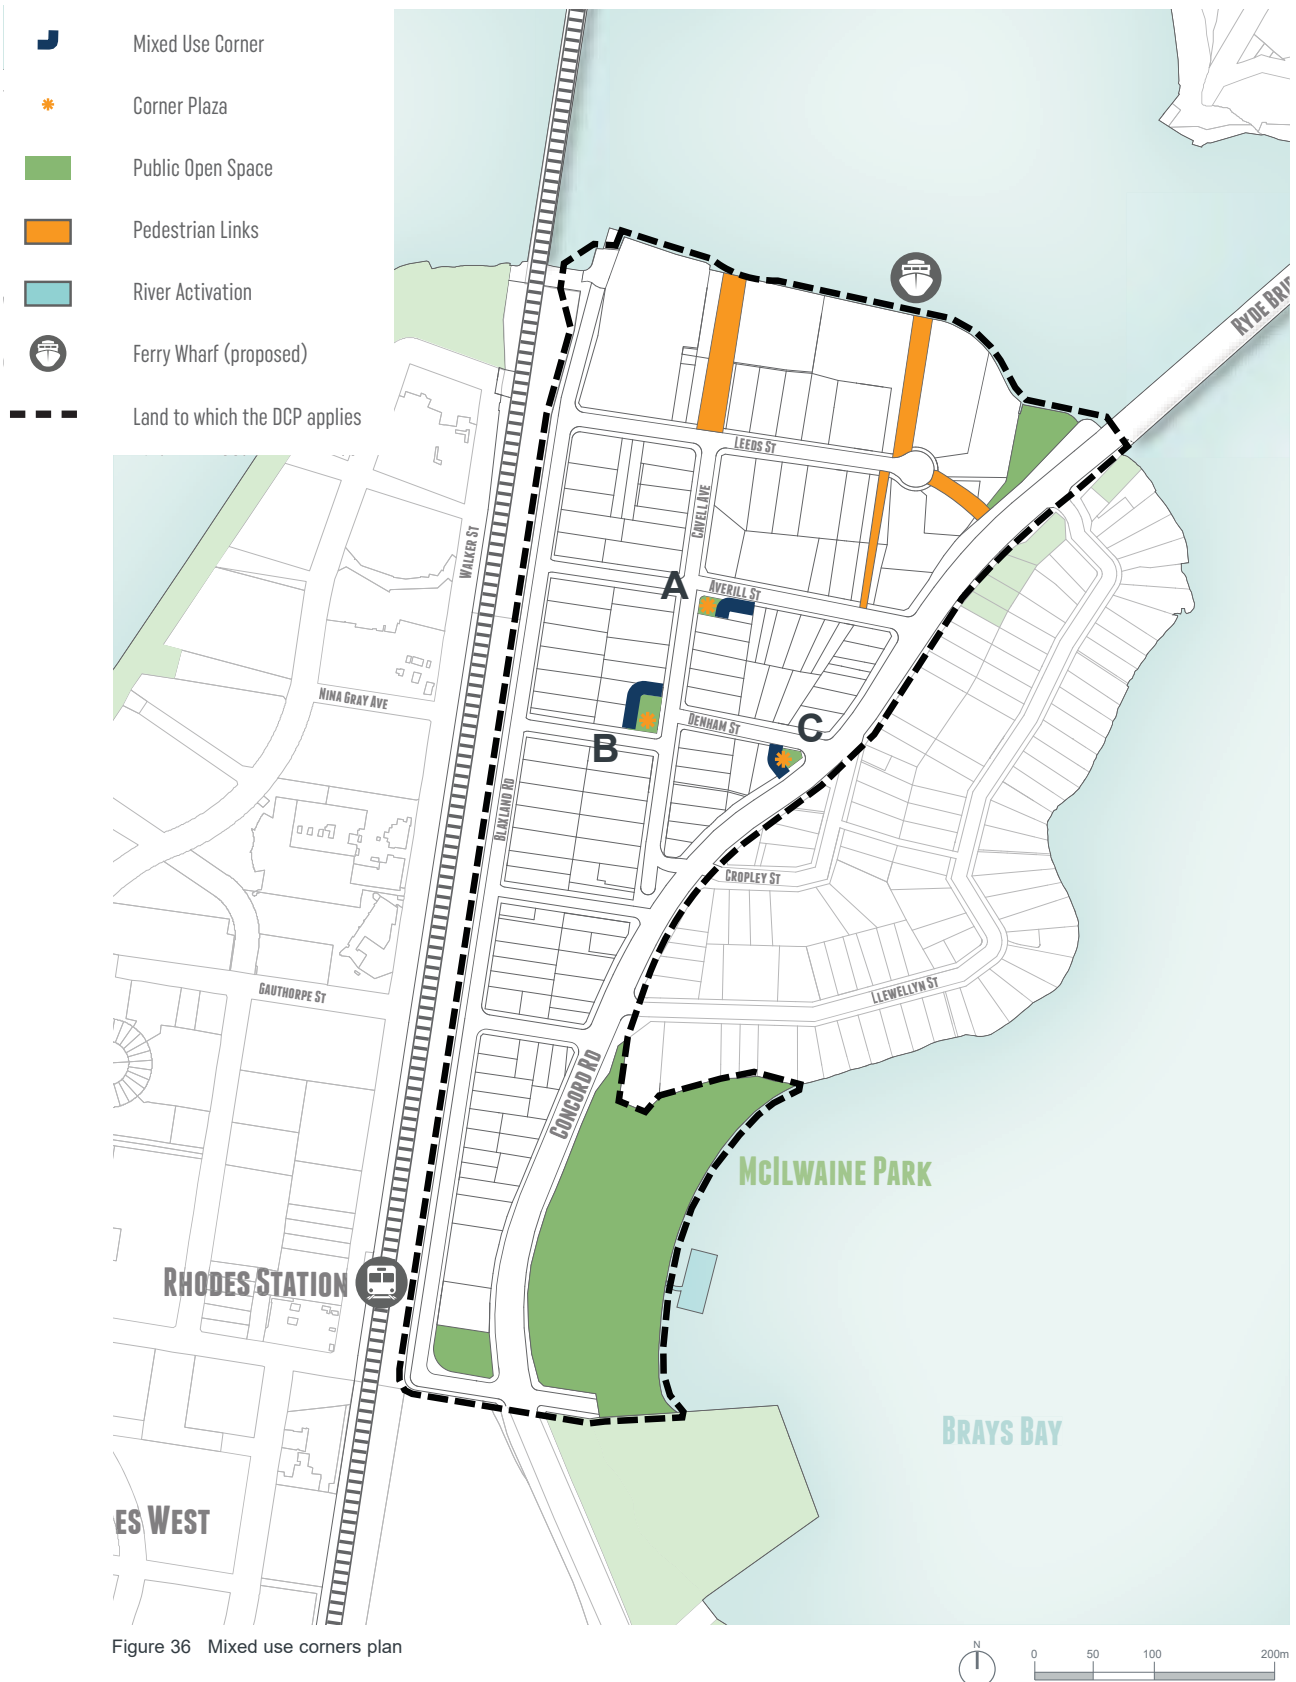 Mixed Use Corner
Corner Plaza
Public Open Space
Pedestrian Links
River Activation
Ferry Wharf (proposed)
Land to which the DCP applies
RYDE BRI
LEEDS ST
CAVELL AVE
WALKER ST
A
AVERILL ST
NINA GRAY AVE
DENHAM ST
C
B
BLAXLAND RD
CROPLEY ST
GAUTHORPE ST
LLEWELLYN ST
CONCORD RD
MCILWAINE PARK
RHODES STATION
BRAYS BAY
ES WEST
Figure 36 Mixed use corners plan
N
0 50 100 200m